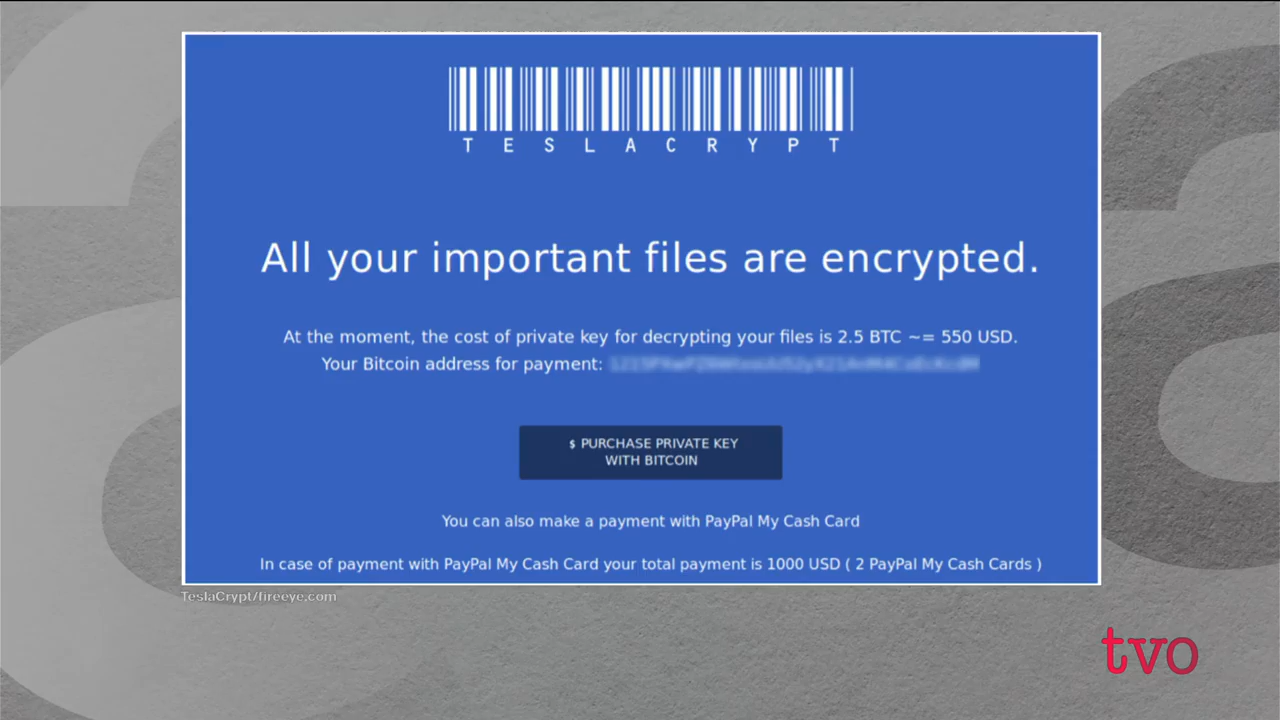 TESLACRYPT
All your important files are encrypted.
At the moment, the cost of private key for decrypting your files is 2.5 BTC ~= 550 USD.
Your Bitcoin address for payment:
$ PURCHASE PRIVATE KEY
WITH BITCOIN
You can also make a payment with PayPal My Cash Card
In case of payment with PayPal My Cash Card your total payment is 1000 USD ( 2 PayPal My Cash Cards )
TeslaCrypt/fireeye.com
tvo